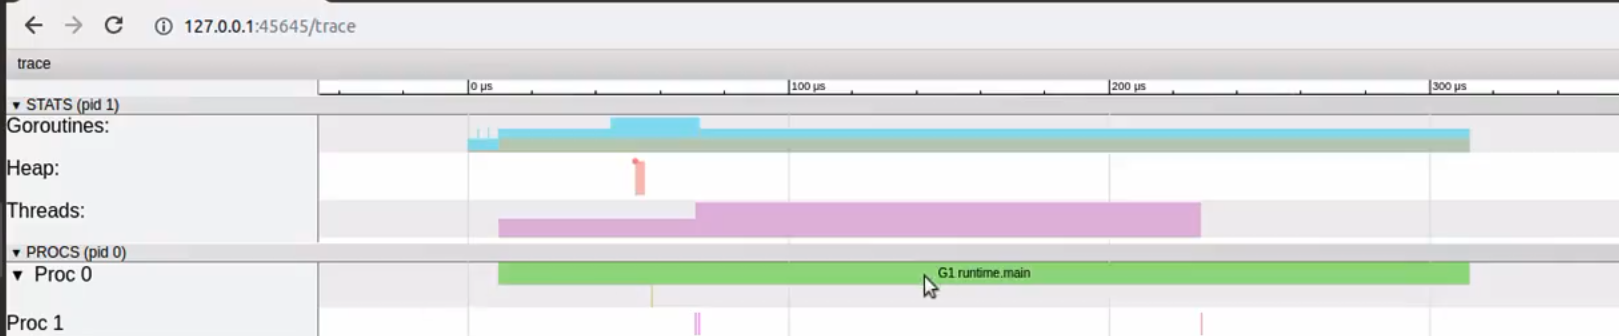 127.0.0.1:45645/trace
trace
0 µs 100 µs 200 µs 300 µs
▼ STATS (pid 1)
Goroutines:
Heap:
Threads:
▼ PROCS (pid 0)
▼ Proc 0 G1 runtime.main
Proc 1